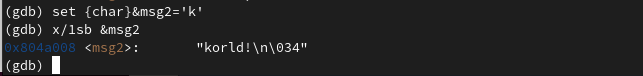 (gdb) set {char}&msg2='k'
(gdb) x/1sb &msg2
0x804a008 <msg2>:       "korld!\n\034"
(gdb)